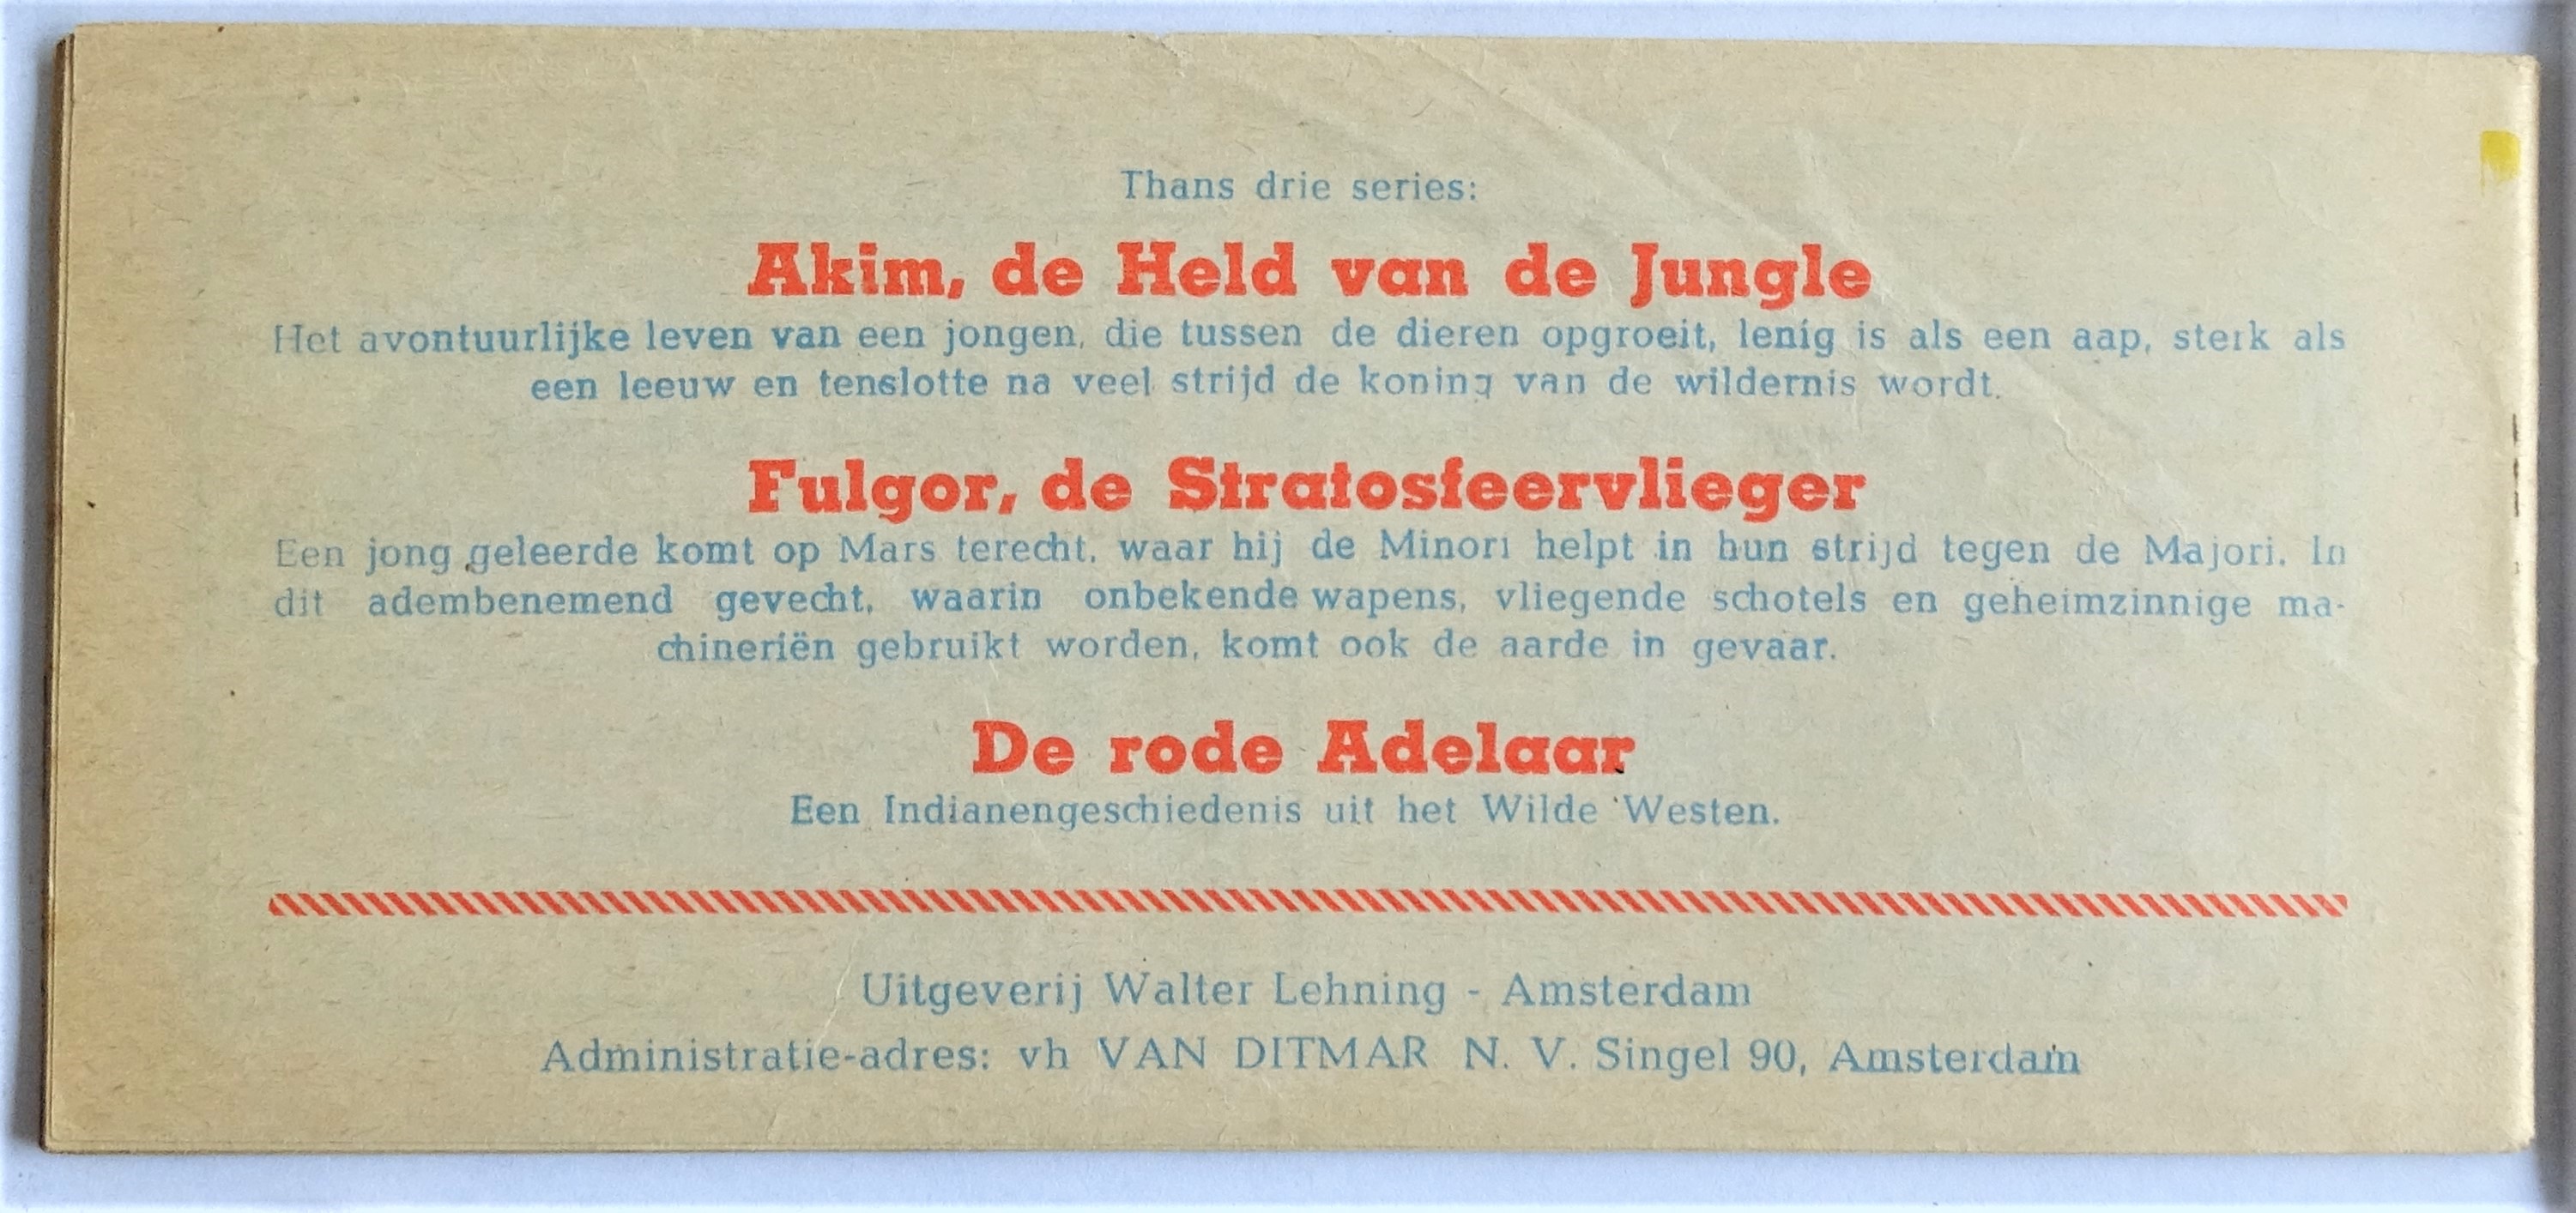 Thans drie series:
Akim, de Held van de Jungle
Het avontuurlijke leven van een jongen, die tussen de dieren opgroeit, lenig is als een aap, sterk als
een leeuw en tenslotte na veel strijd de koning van de wildernis wordt.
Fulgor, de Stratosfeervlieger
Een jong geleerde komt op Mars terecht, waar hij de Minori helpt in hun strijd tegen de Majori. In
dit adembenemend gevecht, waarin onbekende wapens, vliegende schotels en geheimzinnige ma-
chineriën gebruikt worden, komt ook de aarde in gevaar.
De rode Adelaar
Een Indianengeschiedenis uit het Wilde Westen.
Uitgeverij Walter Lehning - Amsterdam
Administratie-adres: vh VAN DITMAR N. V. Singel 90, Amsterdam